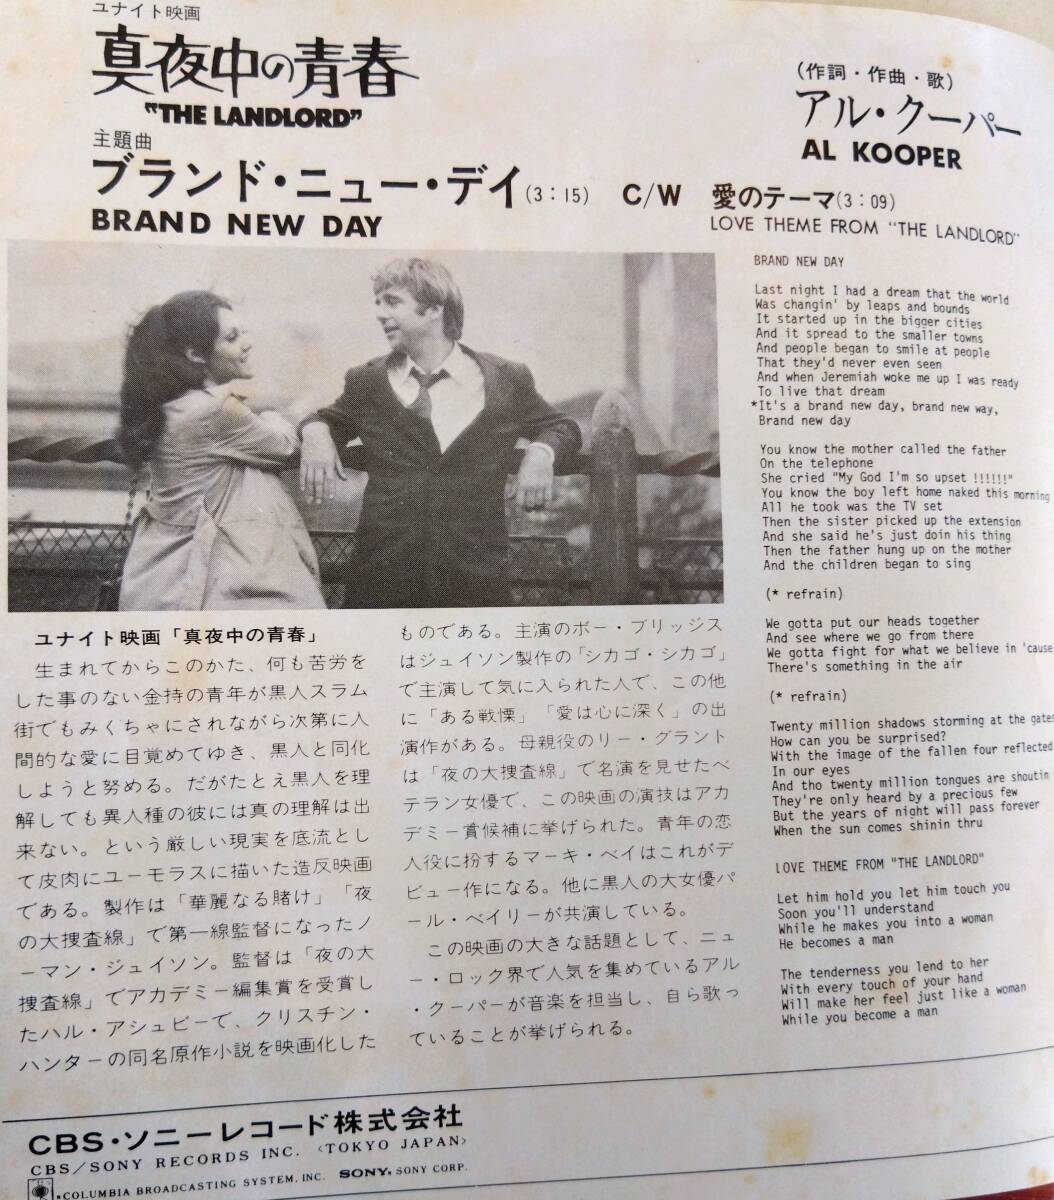 ユナイト映画
真夜中の青春
"THE LANDLORD"
主題曲
ブランド・ニュー・デイ(3:15) C/W 愛のテーマ(3:09)
BRAND NEW DAY
LOVE THEME FROM "THE LANDLORD"
(作詞・作曲・歌)
アル・クーパー
AL KOOPER
ユナイト映画「真夜中の青春」
生まれてからこのかた、何も苦労を
した事のない金持の青年が黒人スラム
街でもみくちゃにされながら次第に人
間的な愛に目覚めてゆき、黒人と同化
しようと努める。だがたとえ黒人を理
解しても異人種の彼には真の理解は出
来ない。という厳しい現実を底流とし
て皮肉にユーモラスに描いた造反映画
である。製作は「華麗なる賭け」「夜
の大捜査線」で第一線監督になったノ
ーマン・ジェイソン。監督は「夜の大
捜査線」でアカデミー編集賞を受賞し
たハル・アシュビーで、クリスチン・
ハンターの同名原作小説を映画化した
ものである。主演のボー・ブリッジス
はジェイソン製作の「シカゴ・シカゴ」
で主演して気に入られた人で、この他
に「ある戦慄」「愛は心に深く」の出
演作がある。母親役のリー・グラント
は「夜の大捜査線」で名演を見せたベ
テラン女優で、この映画の演技はアカ
デミー賞候補に挙げられた。青年の恋
人役に扮するマーキ・ベイはこれがデ
ビュー作になる。他に黒人の大女優パ
ール・ベイリーが共演している。
この映画の大きな話題として、ニュ
ー・ロック界で人気を集めているアル
・クーパーが音楽を担当し、自ら歌っ
ていることが挙げられる。
BRAND NEW DAY
Last night I had a dream that the world
Was changin' by leaps and bounds
It started up in the bigger cities
And it spread to the smaller towns
And people began to smile at people
That they'd never even seen
And when Jeremiah woke me up I was ready
To live that dream
*It's a brand new day, brand new way,
Brand new day
You know the mother called the father
On the telephone
She cried "My God I'm so upset !!!!!!"
You know the boy left home naked this morning
All he took was the TV set
Then the sister picked up the extension
And she said he's just doin his thing
Then the father hung up on the mother
And the children began to sing
(* refrain)
We gotta put our heads together
And see where we go from there
We gotta fight for what we believe in 'cause
There's something in the air
(* refrain)
Twenty million shadows storming at the gates
How can you be surprised?
With the image of the fallen four reflected
In our eyes
And tho twenty million tongues are shoutin
They're only heard by a precious few
But the years of night will pass forever
When the sun comes shinin thru
LOVE THEME FROM "THE LANDLORD"
Let him hold you let him touch you
Soon you'll understand
While he makes you into a woman
He becomes a man
The tenderness you lend to her
With every touch of your hand
Will make her feel just like a woman
While you become a man
CBS・ソニーレコード株式会社
CBS/SONY RECORDS INC. <TOKYO JAPAN>
・COLUMBIA BROADCASTING SYSTEM, INC. SONY. SONY CORP.